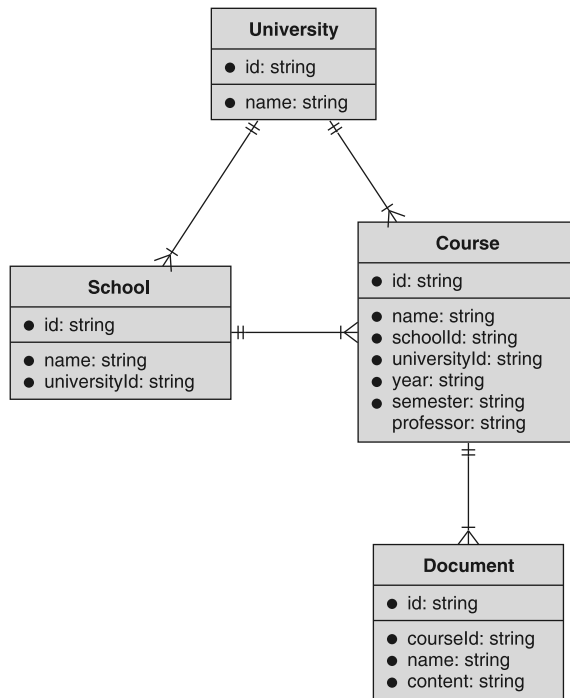 University
● id: string
● name: string
Course
● id: string
● name: string
● schoolId: string
● universityId: string
● year: string
● semester: string
professor: string
School
● id: string
● name: string
● universityId: string
Document
● id: string
● courseId: string
● name: string
● content: string